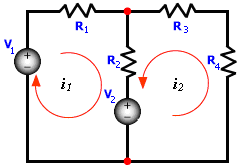 R1 R3
V1 + − i1 R2 i2 R4
V2 + −